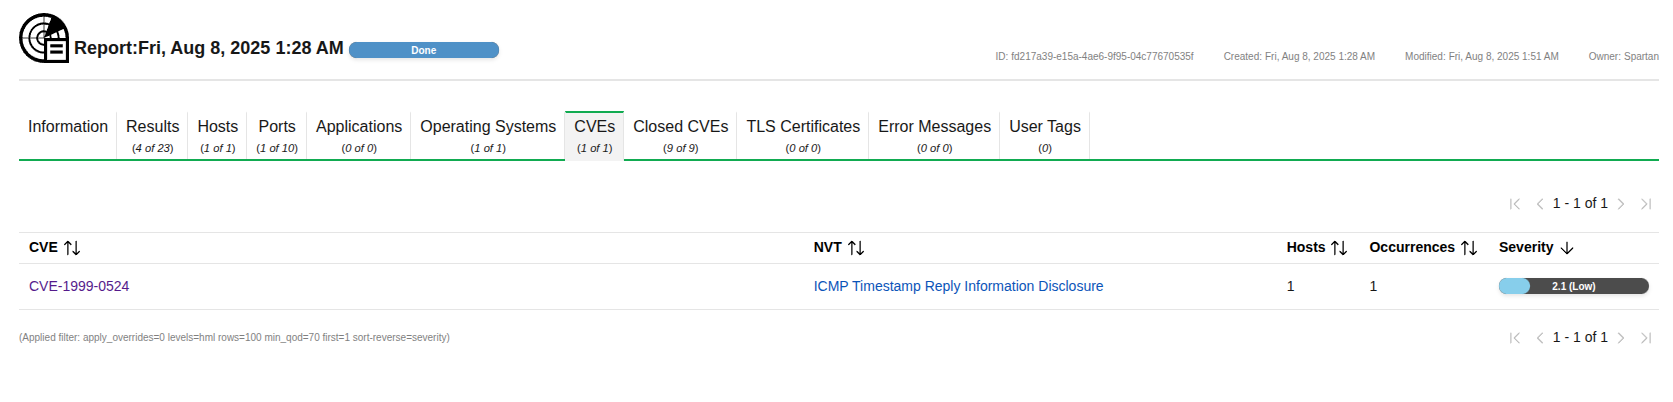 Report:Fri, Aug 8, 2025 1:28 AM Done
ID: fd217a39-e15a-4ae6-9f95-04c77670535f Created: Fri, Aug 8, 2025 1:28 AM Modified: Fri, Aug 8, 2025 1:51 AM Owner: Spartan
Information Results Hosts Ports Applications Operating Systems CVEs Closed CVEs TLS Certificates Error Messages User Tags
(4 of 23) (1 of 1) (1 of 10) (0 of 0) (1 of 1) (1 of 1) (9 of 9) (0 of 0) (0 of 0) (0)
1 - 1 of 1
CVE NVT Hosts Occurrences Severity
CVE-1999-0524 ICMP Timestamp Reply Information Disclosure 1 1 2.1 (Low)
(Applied filter: apply_overrides=0 levels=hml rows=100 min_qod=70 first=1 sort-reverse=severity) 1 - 1 of 1